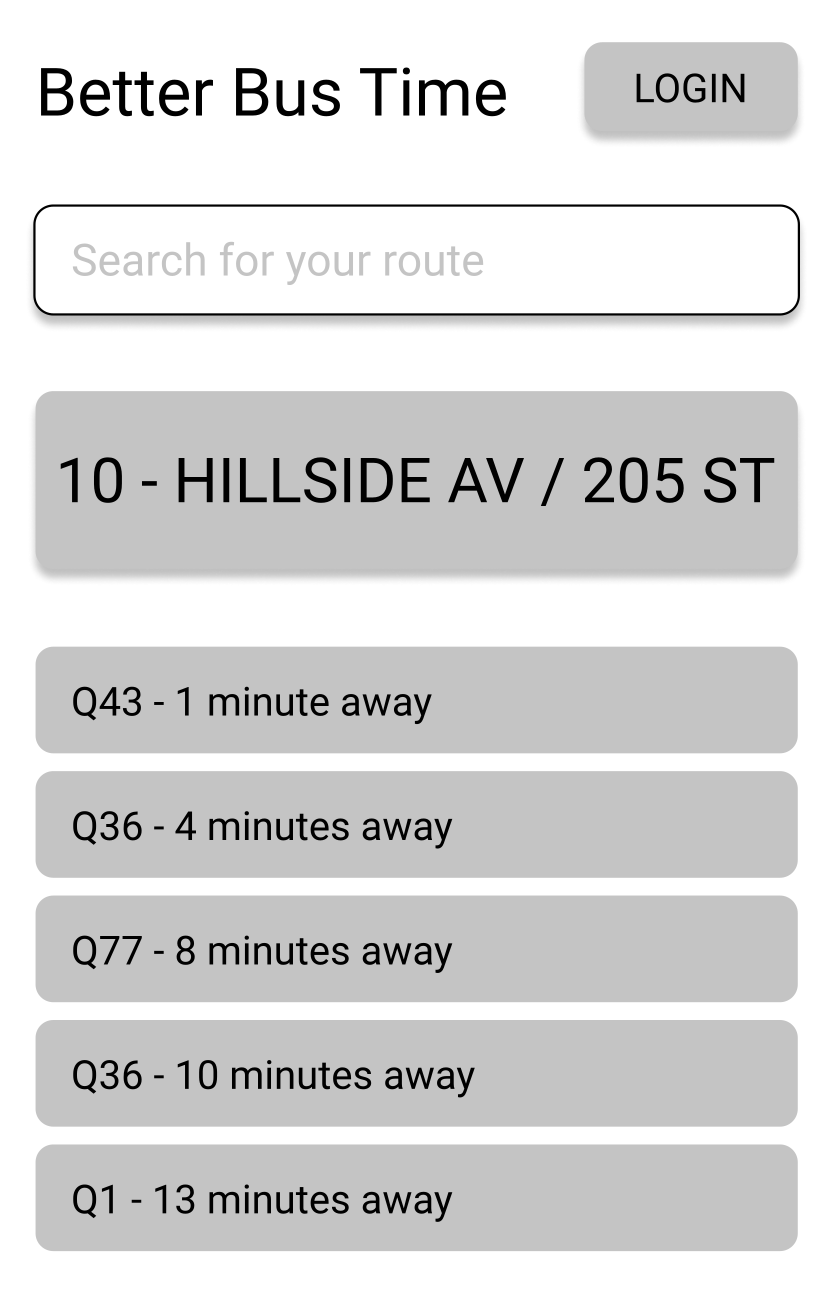 Better Bus Time
LOGIN
Search for your route
10 - HILLSIDE AV / 205 ST
Q43 - 1 minute away
Q36 - 4 minutes away
Q77 - 8 minutes away
Q36 - 10 minutes away
Q1 - 13 minutes away